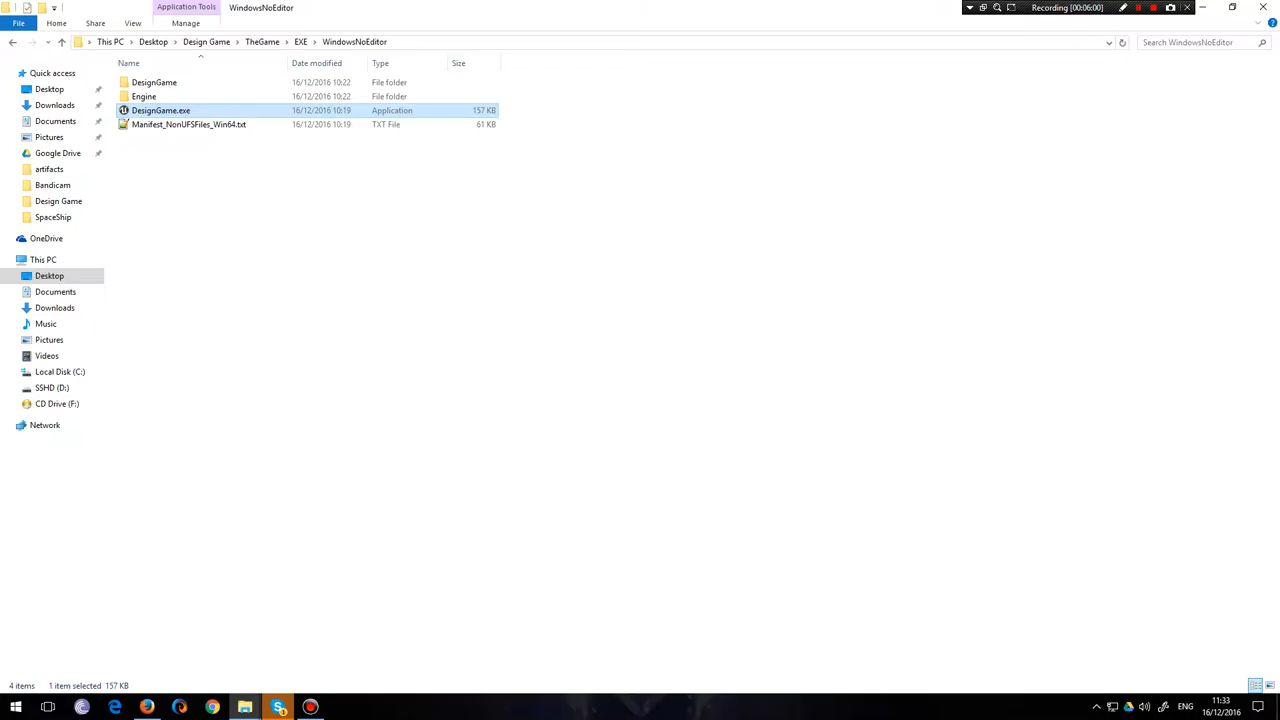 Application Tools WindowsNoEditor Recording [00:06:00]
File Home Share View Manage
This PC Desktop Design Game TheGame EXE WindowsNoEditor Search WindowsNoEditor
Name Date modified Type Size
Quick access
Desktop
Downloads
Documents
Pictures
Google Drive
artifacts
Bandicam
Design Game
SpaceShip
OneDrive
This PC
Desktop
Documents
Downloads
Music
Pictures
Videos
Local Disk (C:)
SSHD (D:)
CD Drive (F:)
Network
DesignGame 16/12/2016 10:22 File folder
Engine 16/12/2016 10:22 File folder
DesignGame.exe 16/12/2016 10:19 Application 157 KB
Manifest_NonUFSFiles_Win64.txt 16/12/2016 10:19 TXT File 61 KB
4 items 1 item selected 157 KB
ENG 11:33
16/12/2016